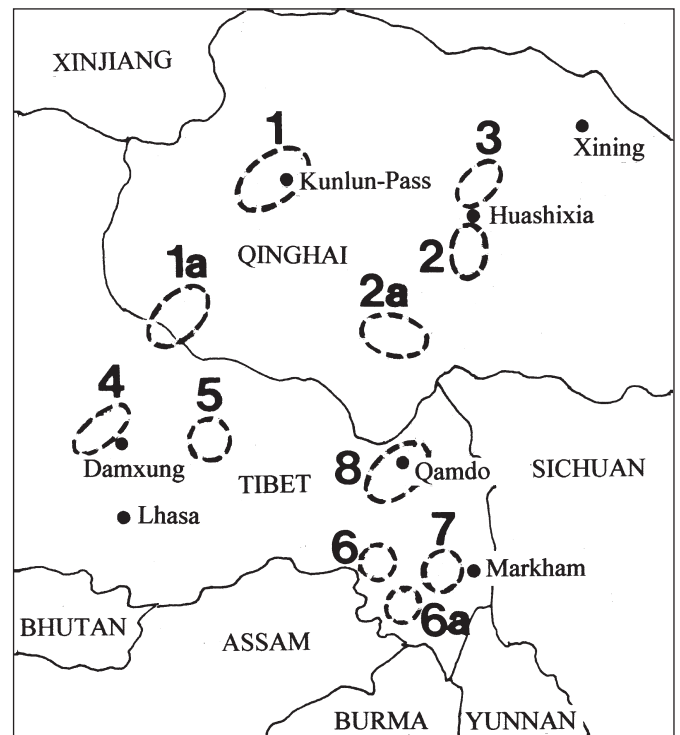 XINJIANG
1
3
Xining
Kunlun-Pass
Huashixia
QINGHAI
2
1a
2a
4
5
8
Qamdo
SICHUAN
Damxung
TIBET
Lhasa
6
7
Markham
6a
BHUTAN
ASSAM
BURMA
YUNNAN